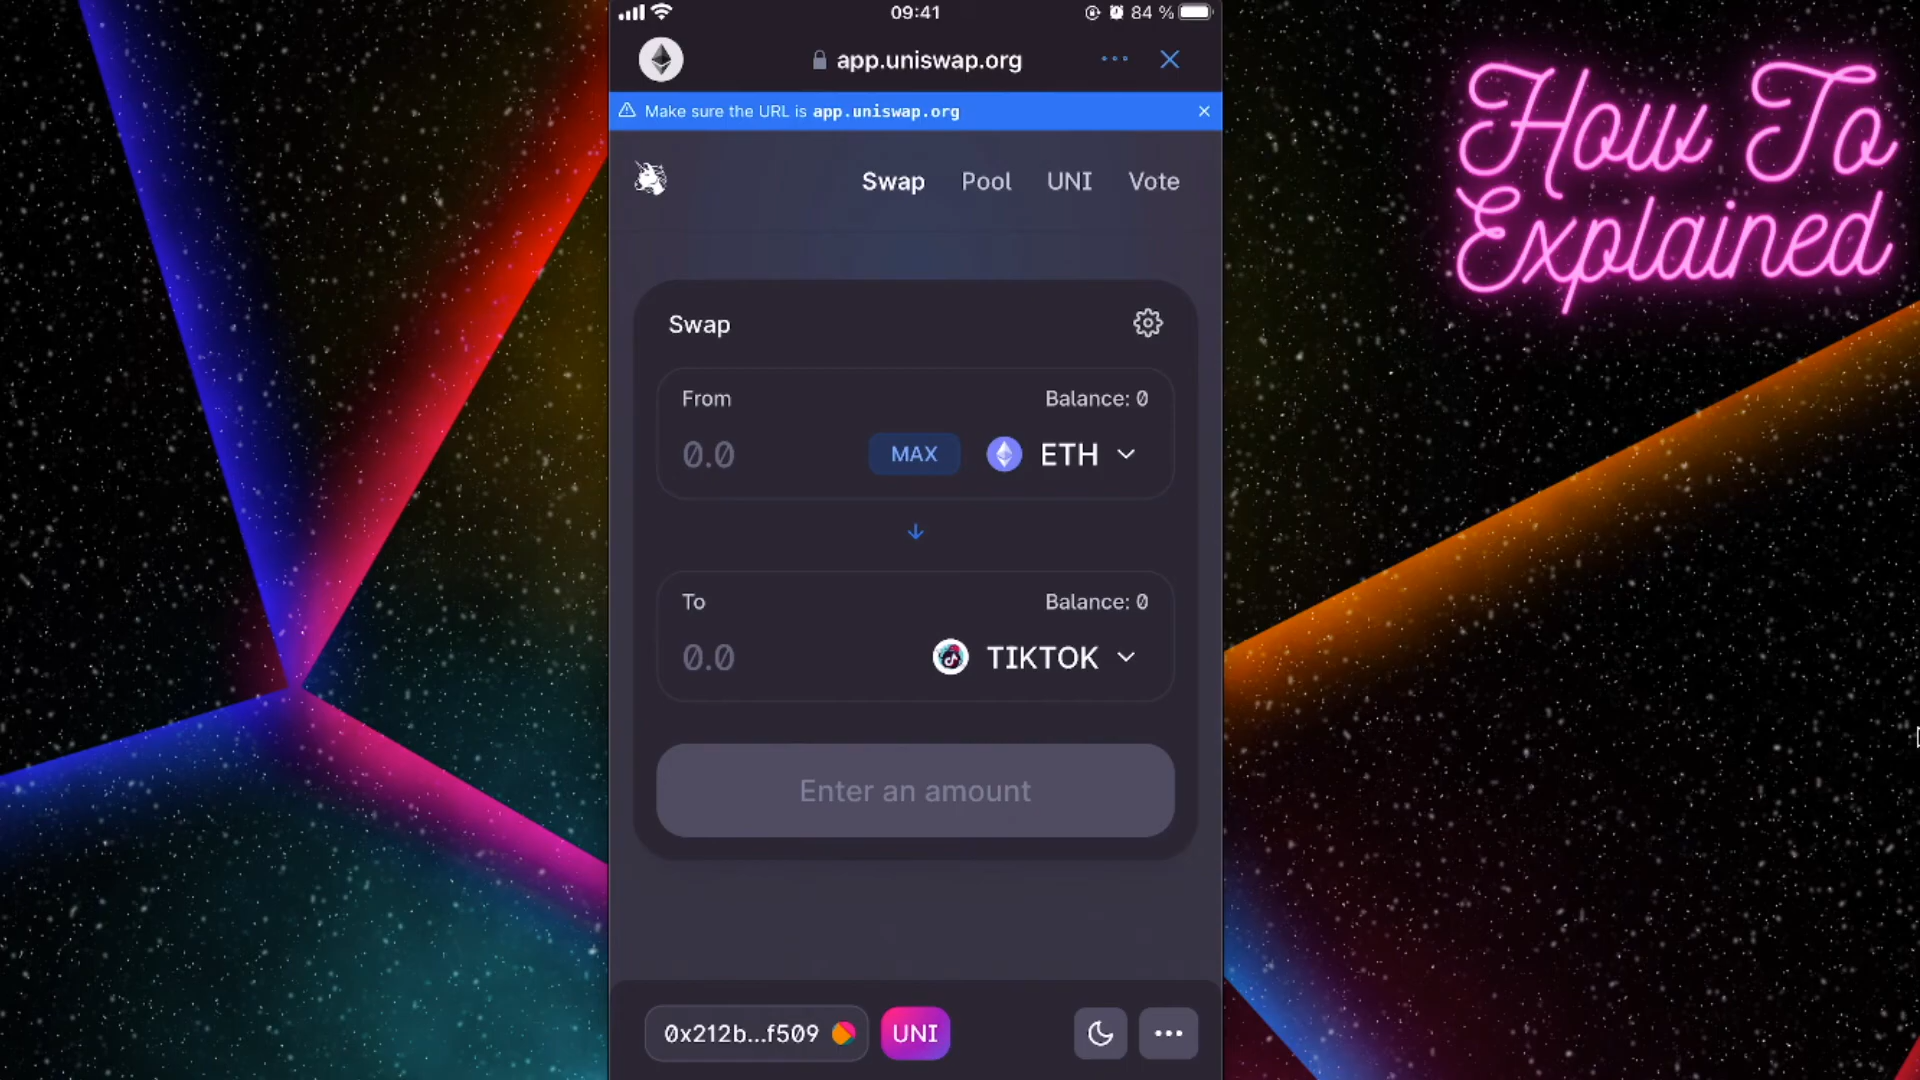 09:41
84 %
app.uniswap.org
Make sure the URL is app.uniswap.org
Swap Pool UNI Vote
Swap
From Balance: 0
0.0 MAX ETH
To Balance: 0
0.0 TIKTOK
Enter an amount
0x212b...f509 UNI
How To
Explained